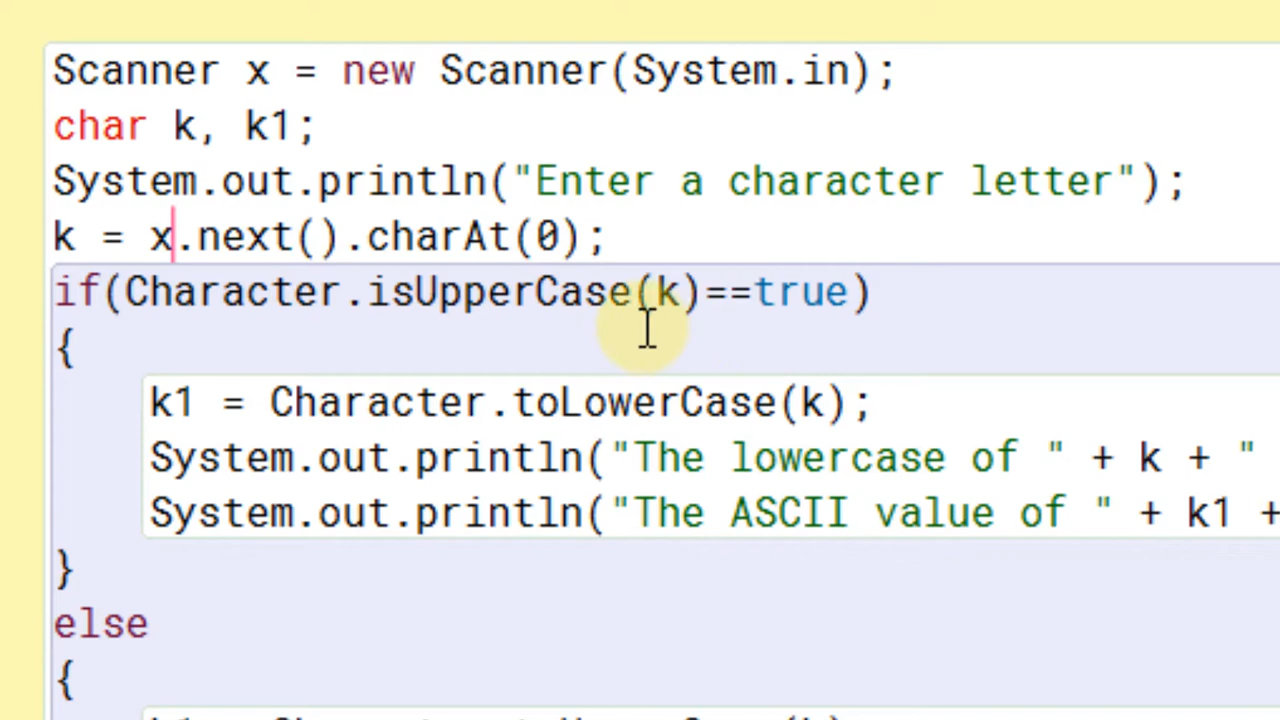 Scanner x = new Scanner(System.in);
char k, k1;
System.out.println("Enter a character letter");
k = x.next().charAt(0);
if(Character.isUpperCase(k)==true)
{
k1 = Character.toLowerCase(k);
System.out.println("The lowercase of " + k + "
System.out.println("The ASCII value of " + k1 +
}
else
{